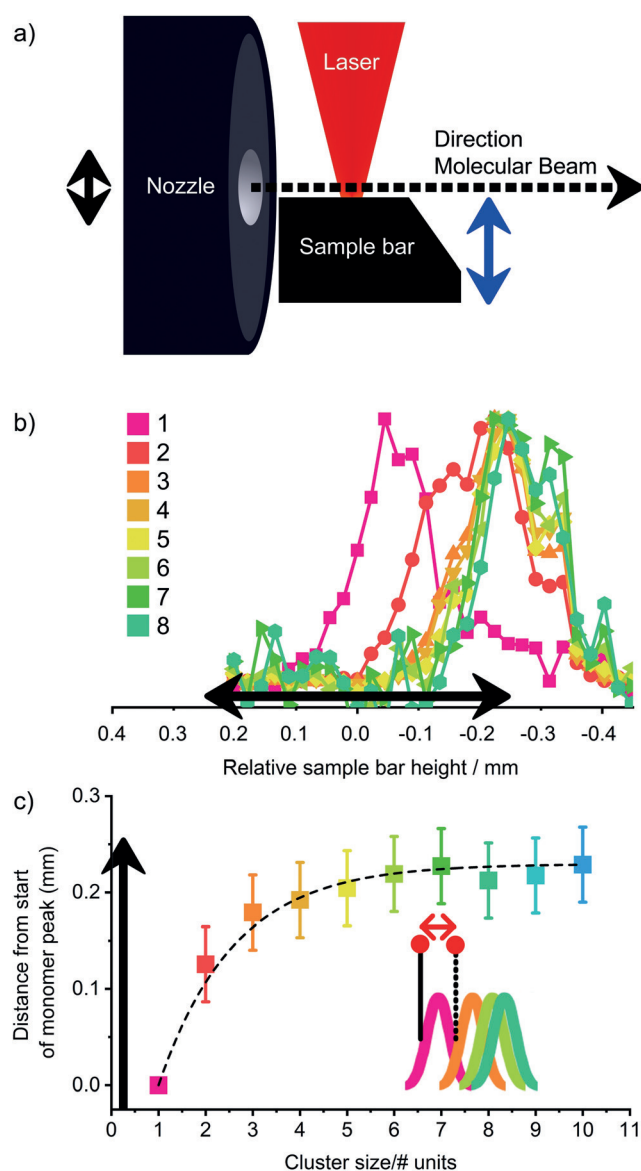 a)
Laser
Direction
Molecular Beam
Nozzle
Sample bar
b)
1
2
3
4
5
6
7
8
0.4 0.3 0.2 0.1 0.0 -0.1 -0.2 -0.3 -0.4
Relative sample bar height / mm
c)
0.3
0.2
0.1
0.0
Distance from start
of monomer peak (mm)
0 1 2 3 4 5 6 7 8 9 10 11
Cluster size/# units